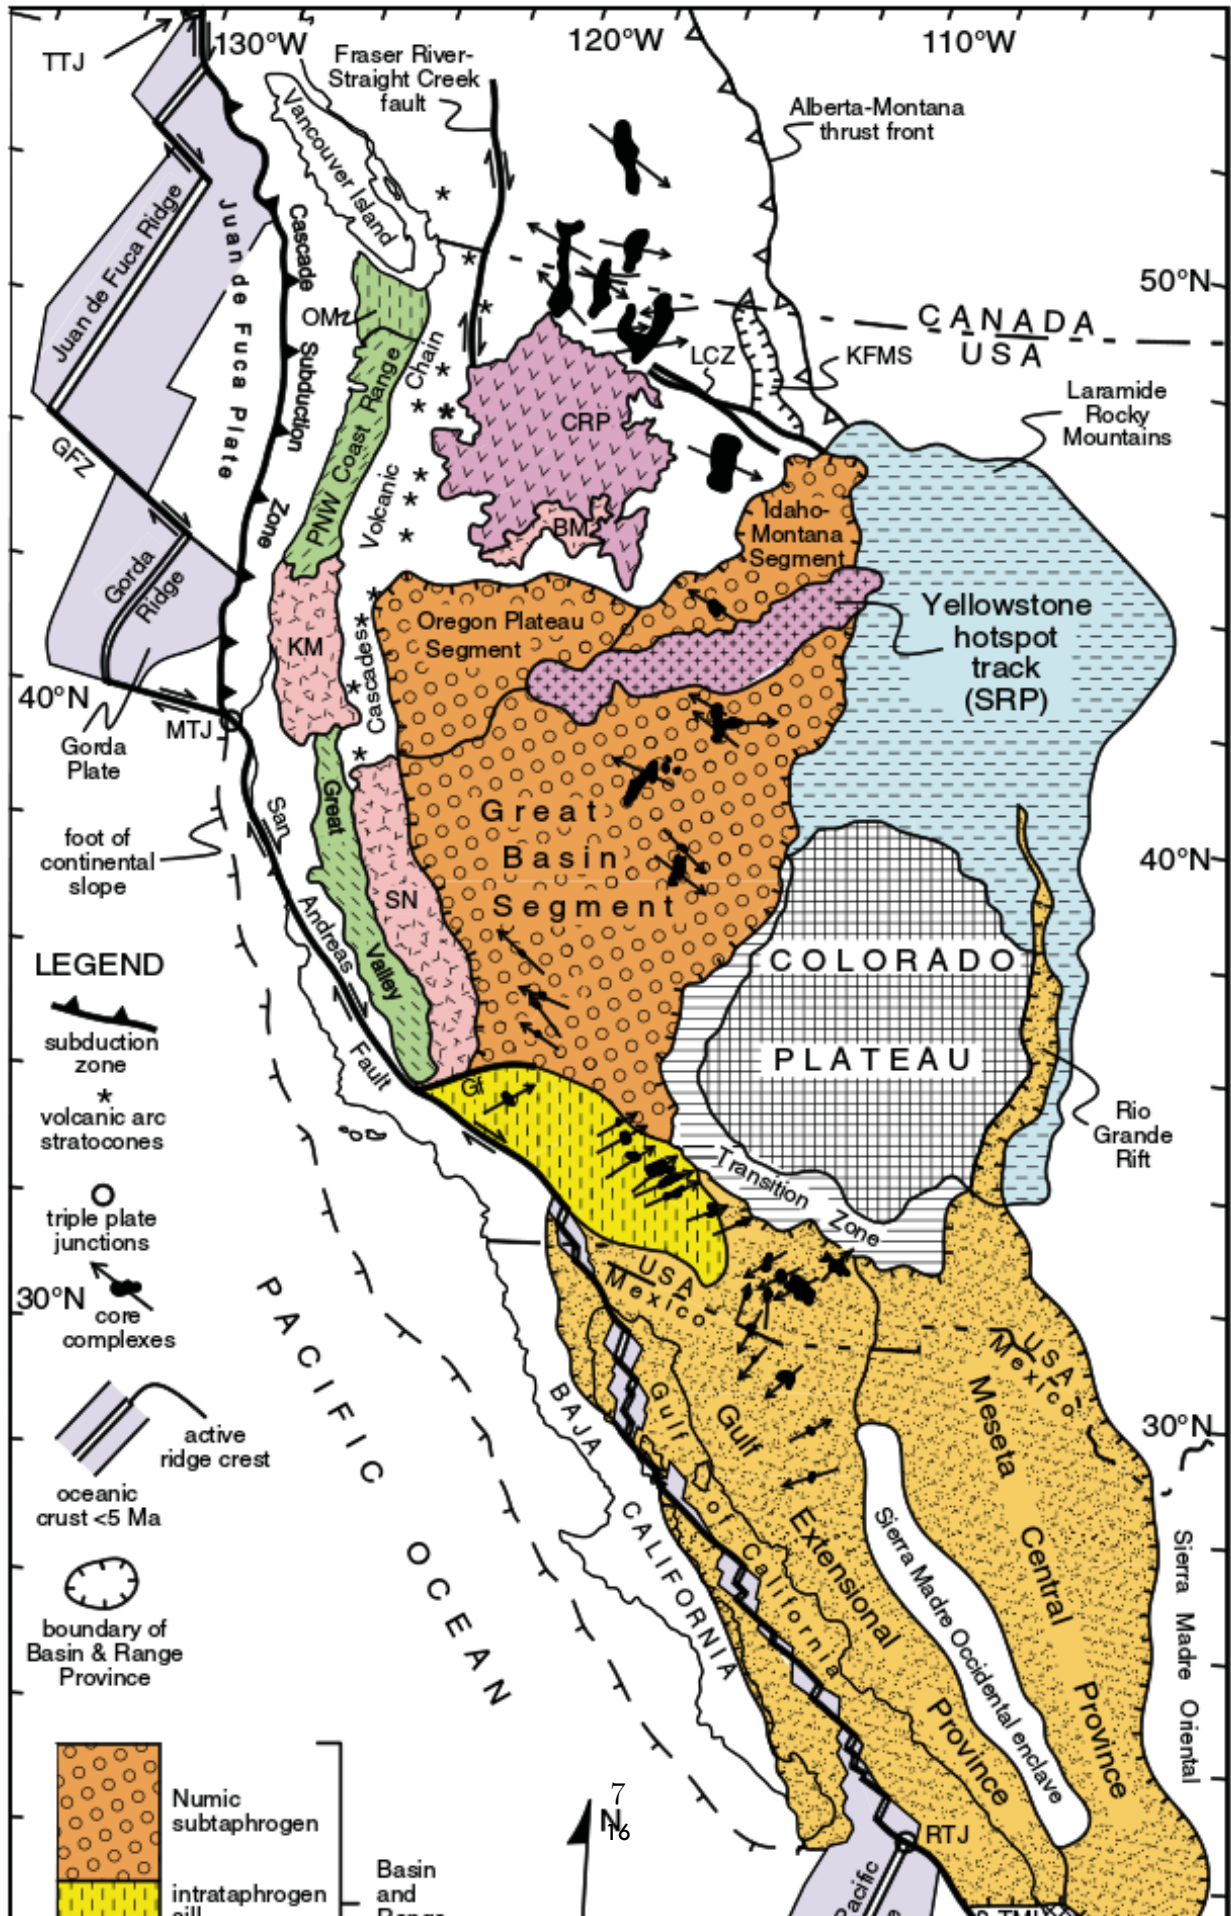 130°W
120°W
110°W
TTJ
Fraser River-
Straight Creek
fault
Alberta-Montana
thrust front
Vancouver Island
Juan de Fuca Ridge
Juan de Fuca Plate
Cascade Subduction Zone
50°N
CANADA
USA
OM
LCZ
KFMS
Laramide
Rocky
Mountains
CRP
PNW Coast Range
Cascades Volcanic Chain
GFZ
BM
Idaho-
Montana
Segment
Gorda
Ridge
Oregon Plateau
Segment
Yellowstone
hotspot
track
(SRP)
KM
40°N
MTJ
Gorda
Plate
Great
Basin
Segment
Great Valley
San Andreas Fault
foot of
continental
slope
40°N
SN
COLORADO
PLATEAU
LEGEND
subduction
zone
Gf
volcanic arc
stratocones
Rio
Grande
Rift
Transition Zone
triple plate
junctions
USA
Mexico
30°N
core
complexes
USA
Mexico
PACIFIC OCEAN
BAJA CALIFORNIA
Gulf of California
Gulf Extensional Province
Meseta Central Province
30°N
active
ridge crest
oceanic
crust <5 Ma
Sierra Madre Occidental enclave
Sierra Madre Oriental
boundary of
Basin & Range
Province
Numic
subtaphrogen
7
N
16
RTJ
intrataphrogen
Basin
and